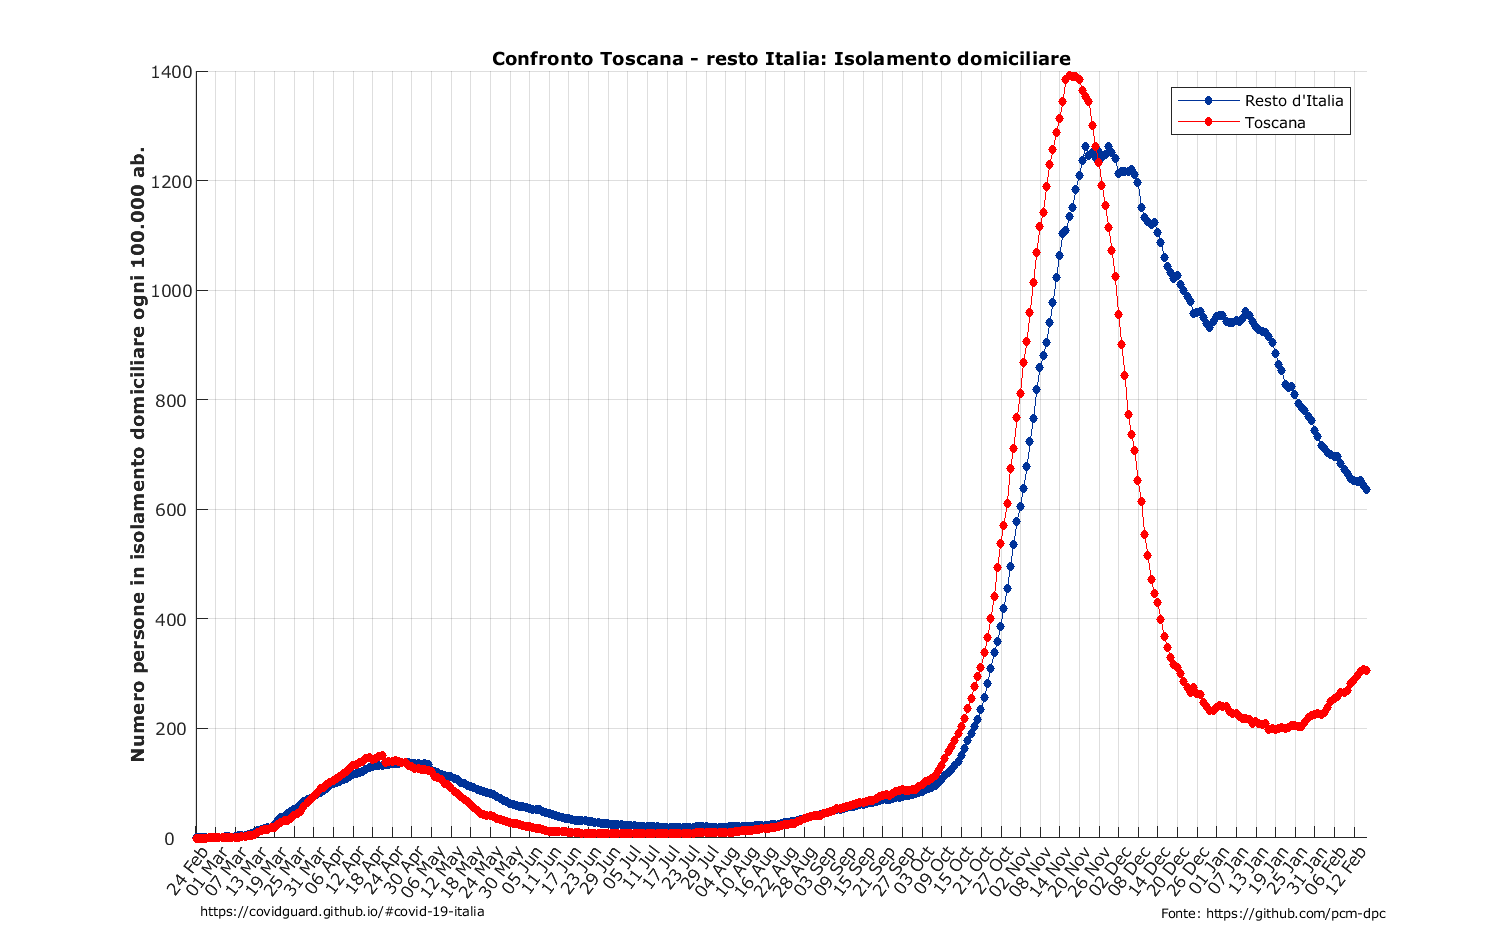 Confronto Toscana - resto Italia: Isolamento domiciliare
Numero persone in isolamento domiciliare ogni 100.000 ab.
1400
1200
1000
800
600
400
200
0
Resto d'Italia
Toscana
24 Feb
01 Mar
07 Mar
13 Mar
19 Mar
25 Mar
31 Mar
06 Apr
12 Apr
18 Apr
24 Apr
30 Apr
06 May
12 May
18 May
24 May
30 May
05 Jun
11 Jun
17 Jun
23 Jun
29 Jun
05 Jul
11 Jul
17 Jul
23 Jul
29 Jul
04 Aug
10 Aug
16 Aug
22 Aug
28 Aug
03 Sep
09 Sep
15 Sep
21 Sep
27 Sep
03 Oct
09 Oct
15 Oct
21 Oct
27 Oct
02 Nov
08 Nov
14 Nov
20 Nov
26 Nov
02 Dec
08 Dec
14 Dec
20 Dec
26 Dec
01 Jan
07 Jan
13 Jan
19 Jan
25 Jan
31 Jan
06 Feb
12 Feb
https://covidguard.github.io/#covid-19-italia
Fonte: https://github.com/pcm-dpc